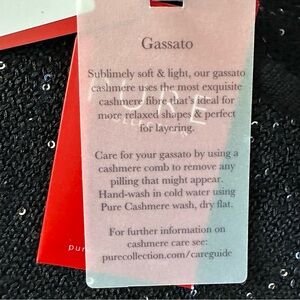 Gassato
Sublimely soft & light, our gassato
cashmere uses the most exquisite
cashmere fibre that's ideal for
more relaxed shapes & perfect
for layering.
Care for your gassato by using a
cashmere comb to remove any
pilling that might appear.
Hand-wash in cold water using
Pure Cashmere wash, dry flat.
For further information on
cashmere care see:
purecollection.com/careguide
PURE
pur